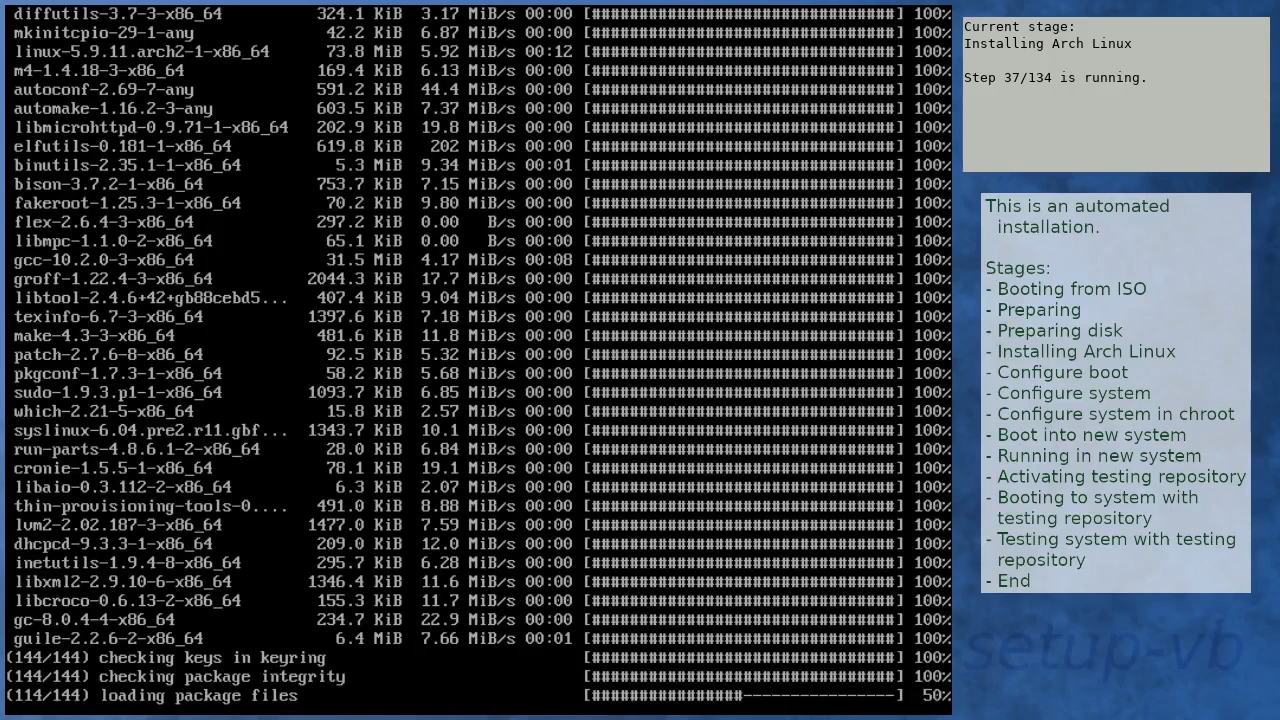 diffutils-3.7-3-x86_64 324.1 KiB 3.17 MiB/s 00:00 [################################] 100%
mkinitcpio-29-1-any 42.2 KiB 6.87 MiB/s 00:00 [################################] 100%
linux-5.9.11.arch2-1-x86_64 73.8 MiB 5.92 MiB/s 00:12 [################################] 100%
m4-1.4.18-3-x86_64 169.4 KiB 6.13 MiB/s 00:00 [################################] 100%
autoconf-2.69-7-any 591.2 KiB 44.4 MiB/s 00:00 [################################] 100%
automake-1.16.2-3-any 603.5 KiB 7.37 MiB/s 00:00 [################################] 100%
libmicrohttpd-0.9.71-1-x86_64 202.9 KiB 19.8 MiB/s 00:00 [################################] 100%
elfutils-0.181-1-x86_64 619.8 KiB 202 MiB/s 00:00 [################################] 100%
binutils-2.35.1-1-x86_64 5.3 MiB 9.34 MiB/s 00:01 [################################] 100%
bison-3.7.2-1-x86_64 753.7 KiB 7.15 MiB/s 00:00 [################################] 100%
fakeroot-1.25.3-1-x86_64 70.2 KiB 9.80 MiB/s 00:00 [################################] 100%
flex-2.6.4-3-x86_64 297.2 KiB 0.00 B/s 00:00 [################################] 100%
libmpc-1.1.0-2-x86_64 65.1 KiB 0.00 B/s 00:00 [################################] 100%
gcc-10.2.0-3-x86_64 31.5 MiB 4.17 MiB/s 00:08 [################################] 100%
groff-1.22.4-3-x86_64 2044.3 KiB 17.7 MiB/s 00:00 [################################] 100%
libtool-2.4.6+42+gb88cebd5... 407.4 KiB 9.04 MiB/s 00:00 [################################] 100%
texinfo-6.7-3-x86_64 1397.6 KiB 7.18 MiB/s 00:00 [################################] 100%
make-4.3-3-x86_64 481.6 KiB 11.8 MiB/s 00:00 [################################] 100%
patch-2.7.6-8-x86_64 92.5 KiB 5.32 MiB/s 00:00 [################################] 100%
pkgconf-1.7.3-1-x86_64 58.2 KiB 5.68 MiB/s 00:00 [################################] 100%
sudo-1.9.3.p1-1-x86_64 1093.7 KiB 6.85 MiB/s 00:00 [################################] 100%
which-2.21-5-x86_64 15.8 KiB 2.57 MiB/s 00:00 [################################] 100%
syslinux-6.04.pre2.r11.gbf... 1343.7 KiB 10.1 MiB/s 00:00 [################################] 100%
run-parts-4.8.6.1-2-x86_64 28.0 KiB 6.84 MiB/s 00:00 [################################] 100%
cronie-1.5.5-1-x86_64 78.1 KiB 19.1 MiB/s 00:00 [################################] 100%
libaio-0.3.112-2-x86_64 6.3 KiB 2.07 MiB/s 00:00 [################################] 100%
thin-provisioning-tools-0.... 491.0 KiB 8.88 MiB/s 00:00 [################################] 100%
lvm2-2.02.187-3-x86_64 1477.0 KiB 7.59 MiB/s 00:00 [################################] 100%
dhcpcd-9.3.3-1-x86_64 209.0 KiB 12.0 MiB/s 00:00 [################################] 100%
inetutils-1.9.4-8-x86_64 295.7 KiB 6.28 MiB/s 00:00 [################################] 100%
libxml2-2.9.10-6-x86_64 1346.4 KiB 11.6 MiB/s 00:00 [################################] 100%
libcroco-0.6.13-2-x86_64 155.3 KiB 11.7 MiB/s 00:00 [################################] 100%
gc-8.0.4-4-x86_64 234.7 KiB 22.9 MiB/s 00:00 [################################] 100%
guile-2.2.6-2-x86_64 6.4 MiB 7.66 MiB/s 00:01 [################################] 100%
(144/144) checking keys in keyring [################################] 100%
(144/144) checking package integrity [################################] 100%
(114/144) loading package files [################----------------] 50%
Current stage:
Installing Arch Linux
Step 37/134 is running.
This is an automated
installation.
Stages:
- Booting from ISO
- Preparing
- Preparing disk
- Installing Arch Linux
- Configure boot
- Configure system
- Configure system in chroot
- Boot into new system
- Running in new system
- Activating testing repository
- Booting to system with
testing repository
- Testing system with testing
repository
- End
setup-vb